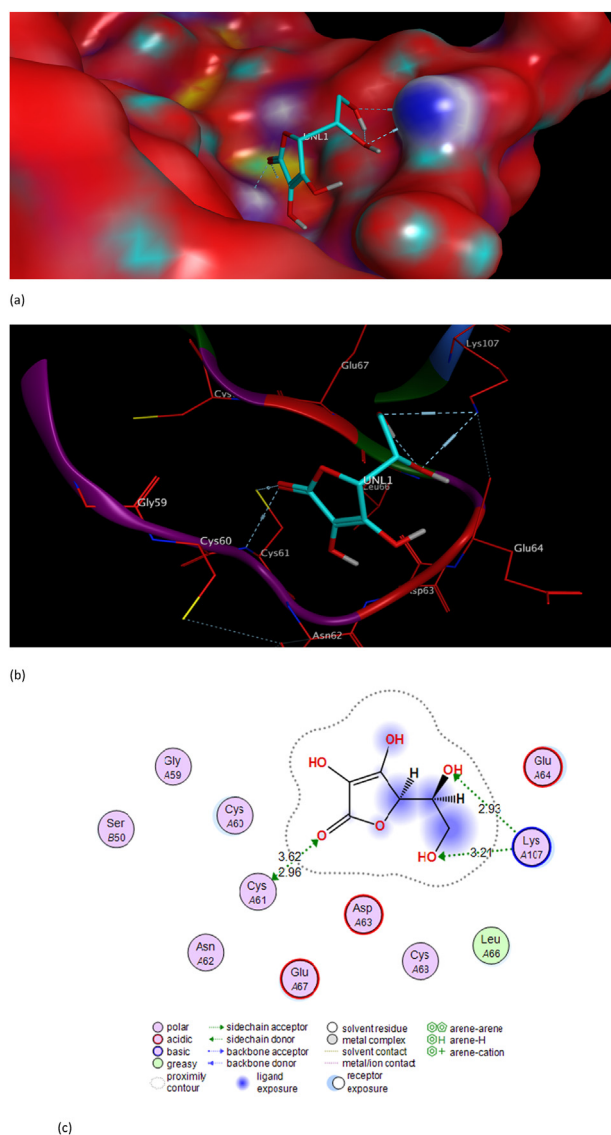 UNL1
(a)
Lys107
Glu67
Cys
UNL1
Leu66
Gly59
Cys60
Cys61
Glu64
Asp63
Asn62
(b)
OH
HO
H
OH
Glu
A64
Gly
A59
H
2.93
Cys
A60
O
O
Lys
A107
Ser
B50
3.62
HO
3.21
2.96
Cys
A61
Asp
A63
Leu
A66
Asn
A62
Cys
A68
Glu
A67
polar
sidechain acceptor
solvent residue
arene-arene
acidic
sidechain donor
metal complex
arene-H
basic
backbone acceptor
solvent contact
arene-cation
greasy
backbone donor
metal/ion contact
proximity
contour
ligand
exposure
receptor
exposure
(c)